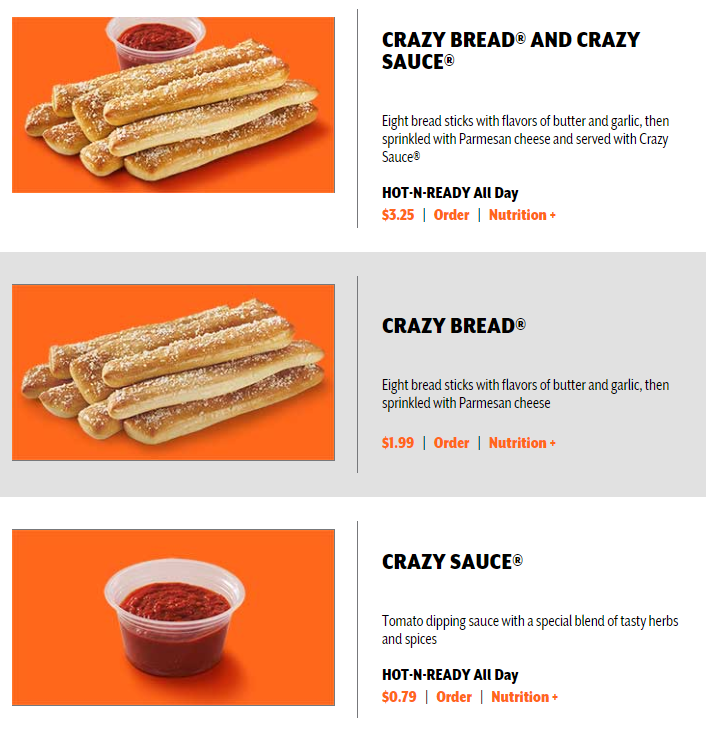 CRAZY BREAD® AND CRAZY
SAUCE®
Eight bread sticks with flavors of butter and garlic, then
sprinkled with Parmesan cheese and served with Crazy
Sauce®
HOT-N-READY All Day
$3.25 | Order | Nutrition +
CRAZY BREAD®
Eight bread sticks with flavors of butter and garlic, then
sprinkled with Parmesan cheese
$1.99 | Order | Nutrition +
CRAZY SAUCE®
Tomato dipping sauce with a special blend of tasty herbs
and spices
HOT-N-READY All Day
$0.79 | Order | Nutrition +